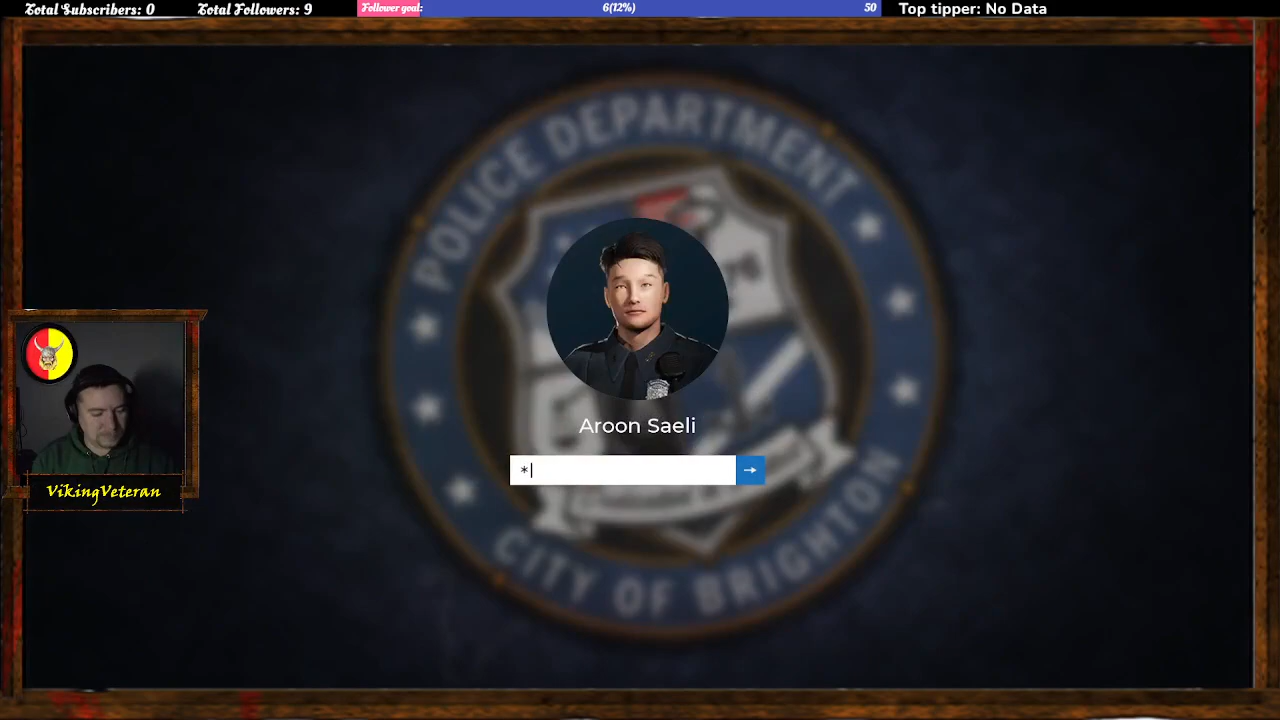 Total Subscribers: 0
Total Followers: 9
Follower goal:
6(12%)
50
Top tipper: No Data
POLICE DEPARTMENT
Aroon Saeli
*
CITY OF BRIGHTON
VikingVeteran